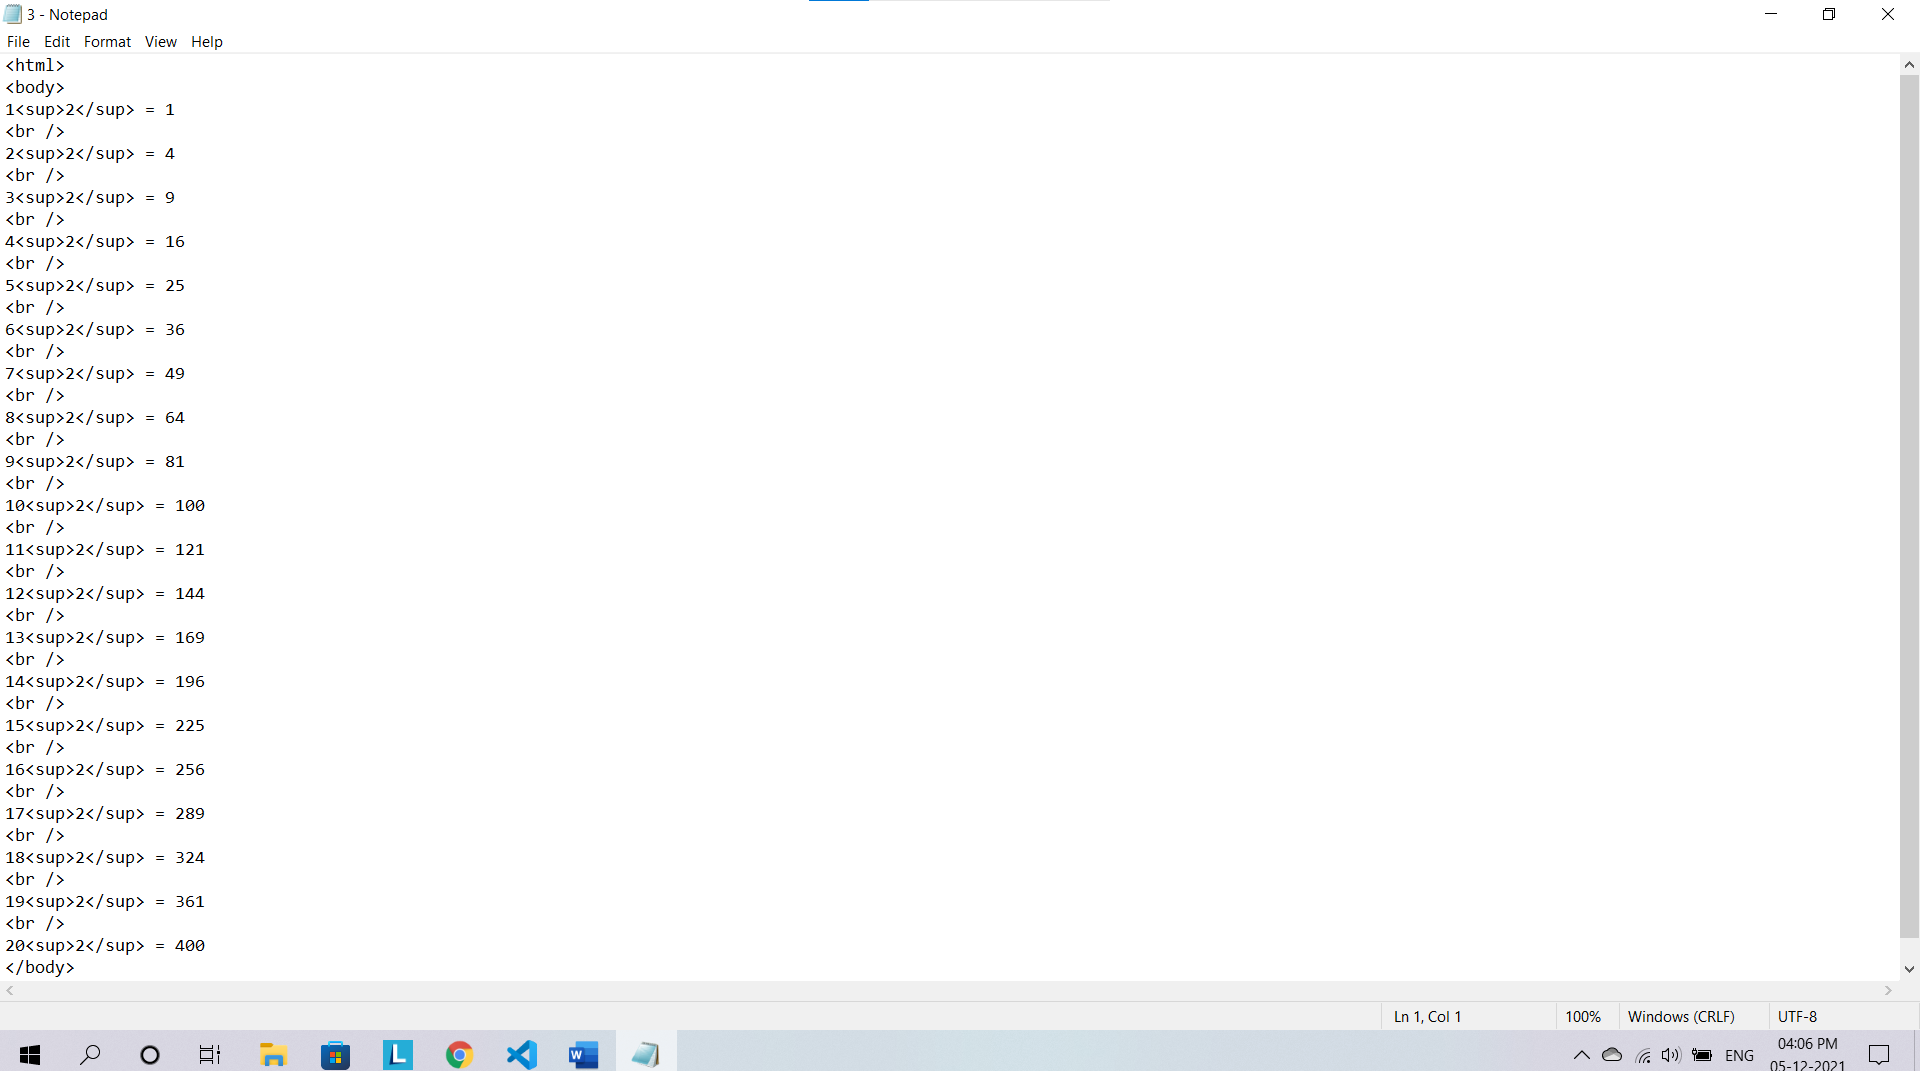 3 - Notepad
File Edit Format View Help
<html>
<body>
1<sup>2</sup> = 1
<br />
2<sup>2</sup> = 4
<br />
3<sup>2</sup> = 9
<br />
4<sup>2</sup> = 16
<br />
5<sup>2</sup> = 25
<br />
6<sup>2</sup> = 36
<br />
7<sup>2</sup> = 49
<br />
8<sup>2</sup> = 64
<br />
9<sup>2</sup> = 81
<br />
10<sup>2</sup> = 100
<br />
11<sup>2</sup> = 121
<br />
12<sup>2</sup> = 144
<br />
13<sup>2</sup> = 169
<br />
14<sup>2</sup> = 196
<br />
15<sup>2</sup> = 225
<br />
16<sup>2</sup> = 256
<br />
17<sup>2</sup> = 289
<br />
18<sup>2</sup> = 324
<br />
19<sup>2</sup> = 361
<br />
20<sup>2</sup> = 400
</body>
Ln 1, Col 1 100% Windows (CRLF) UTF-8
L W ENG 04:06 PM
05-12-2021